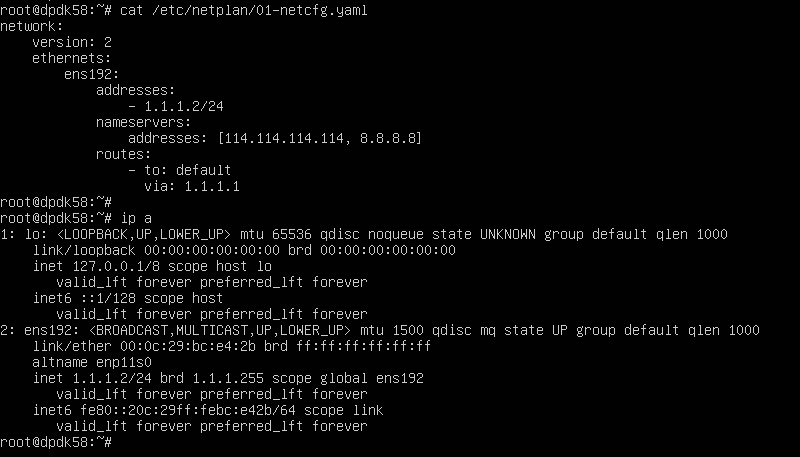 root@dpdk58:~# cat /etc/netplan/01-netcfg.yaml
network:
    version: 2
    ethernets:
        ens192:
            addresses:
                - 1.1.1.2/24
            nameservers:
                addresses: [114.114.114.114, 8.8.8.8]
            routes:
                - to: default
                  via: 1.1.1.1
root@dpdk58:~#
root@dpdk58:~# ip a
1: lo: <LOOPBACK,UP,LOWER_UP> mtu 65536 qdisc noqueue state UNKNOWN group default qlen 1000
    link/loopback 00:00:00:00:00:00 brd 00:00:00:00:00:00
    inet 127.0.0.1/8 scope host lo
       valid_lft forever preferred_lft forever
    inet6 ::1/128 scope host
       valid_lft forever preferred_lft forever
2: ens192: <BROADCAST,MULTICAST,UP,LOWER_UP> mtu 1500 qdisc mq state UP group default qlen 1000
    link/ether 00:0c:29:bc:e4:2b brd ff:ff:ff:ff:ff:ff
    altname enp11s0
    inet 1.1.1.2/24 brd 1.1.1.255 scope global ens192
       valid_lft forever preferred_lft forever
    inet6 fe80::20c:29ff:febc:e42b/64 scope link
       valid_lft forever preferred_lft forever
root@dpdk58:~#